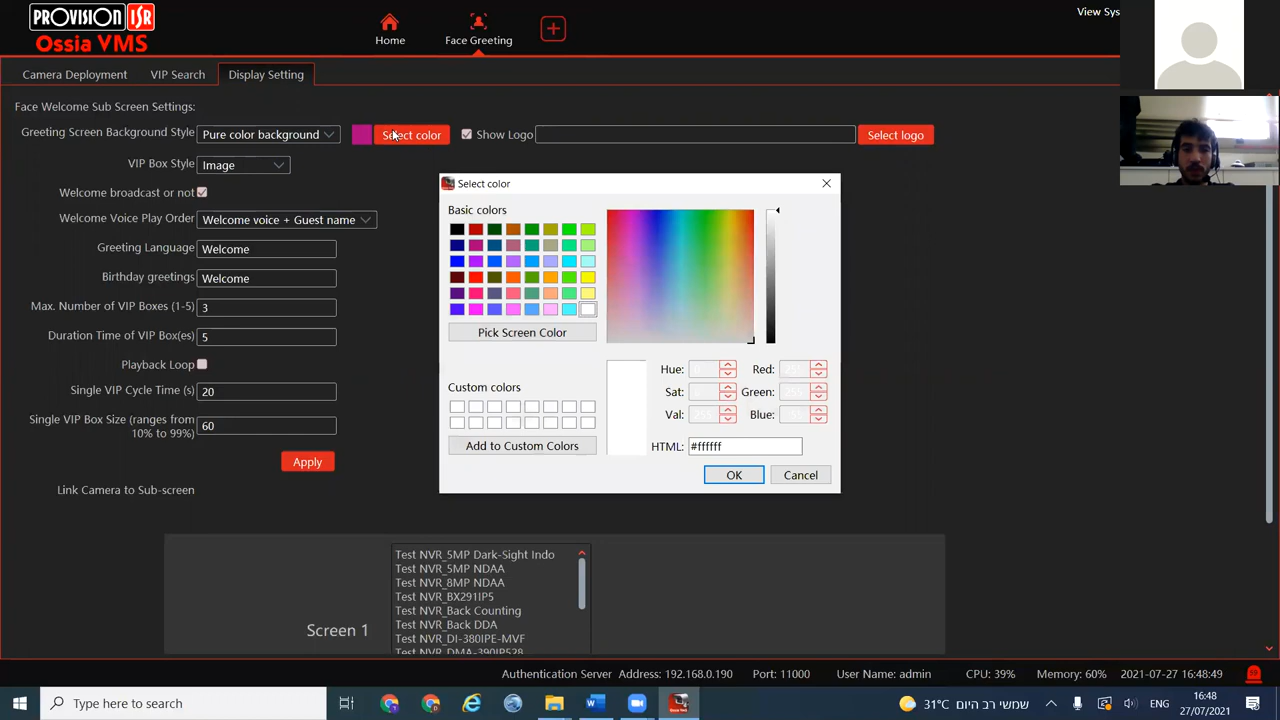 PROVISION ISR
Ossia VMS
Home
Face Greeting
View Sys
Camera Deployment
VIP Search
Display Setting
Face Welcome Sub Screen Settings:
Greeting Screen Background Style
Pure color background
Select color
Show Logo
Select logo
VIP Box Style
Image
Welcome broadcast or not
Welcome Voice Play Order
Welcome voice + Guest name
Greeting Language
Welcome
Birthday greetings
Welcome
Max. Number of VIP Boxes (1-5)
3
Duration Time of VIP Box(es)
5
Playback Loop
Single VIP Cycle Time (s)
20
Single VIP Box Size (ranges from
10% to 99%)
60
Apply
Link Camera to Sub-screen
Select color
Basic colors
Pick Screen Color
Custom colors
Add to Custom Colors
Hue:
Red:
Sat:
Green:
Val:
Blue:
HTML:
#ffffff
OK
Cancel
Screen 1
Test NVR_5MP Dark-Sight Indo
Test NVR_5MP NDAA
Test NVR_8MP NDAA
Test NVR_BX291IP5
Test NVR_Back Counting
Test NVR_Back DDA
Test NVR_DI-380IPE-MVF
Test NVR_DMA-390IP528
Authentication Server Address: 192.168.0.190 Port: 11000 User Name: admin CPU: 39% Memory: 60% 2021-07-27 16:48:49
Type here to search
31°C שמשי רב היום
ENG
16:48
27/07/2021